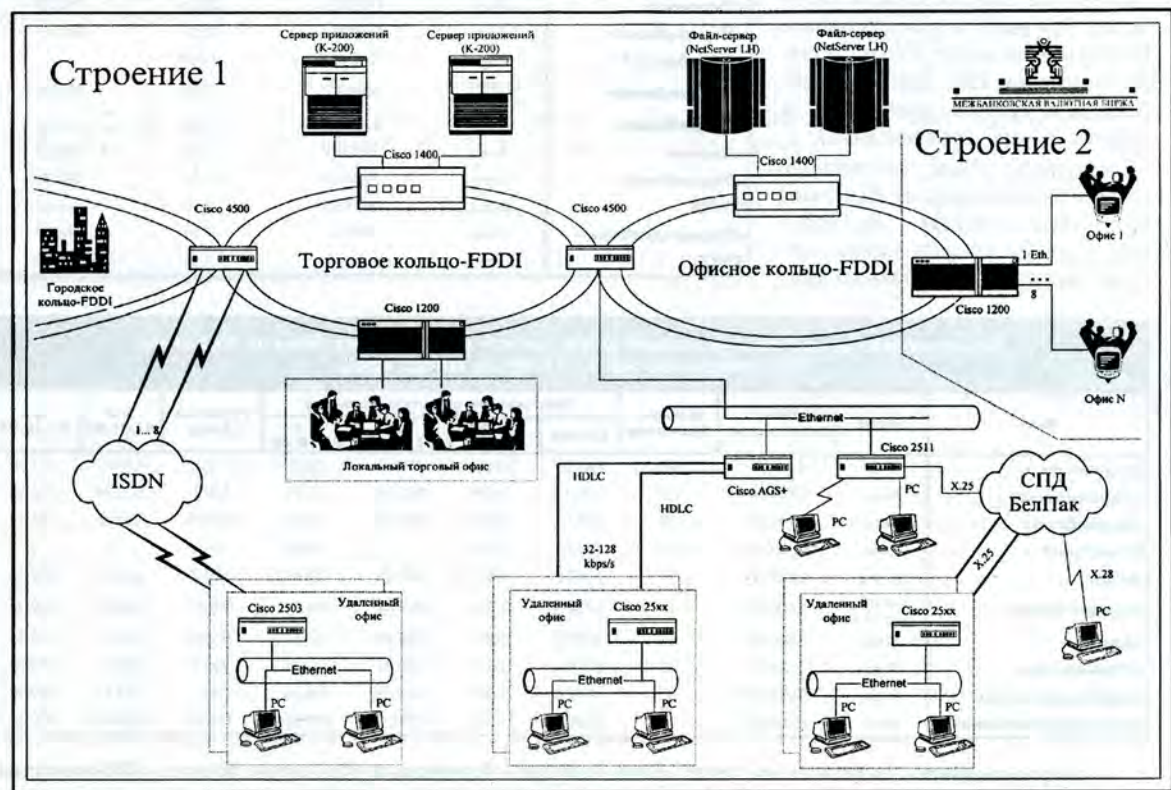 Строение 1
Сервер приложений
(К-200)
Сервер приложений
(К-200)
Файл-сервер
(NetServer LH)
Файл-сервер
(NetServer LH)
МЕЖБАНКОВСКАЯ ВАЛЮТНАЯ БИРЖА
Строение 2
Cisco 1400
Cisco 1400
Cisco 4500
Cisco 4500
Офис 1
Торговое кольцо-FDDI
Офисное кольцо-FDDI
1 Eth.
...
8
Городское
кольцо-FDDI
Cisco 1200
Cisco 1200
Офис N
Ethernet
1... 8
Локальный торговый офис
Cisco 2511
ISDN
HDLC
Cisco AGS+
HDLC
PC
X.25
СПД
БелПак
PC
32-128
kbps/s
X.25
X.28
Cisco 2503
Удаленный
офис
Удаленный
офис
Cisco 25xx
Удаленный
офис
Cisco 25xx
PC
Ethernet
PC
PC
Ethernet
PC
PC
Ethernet
PC
PC